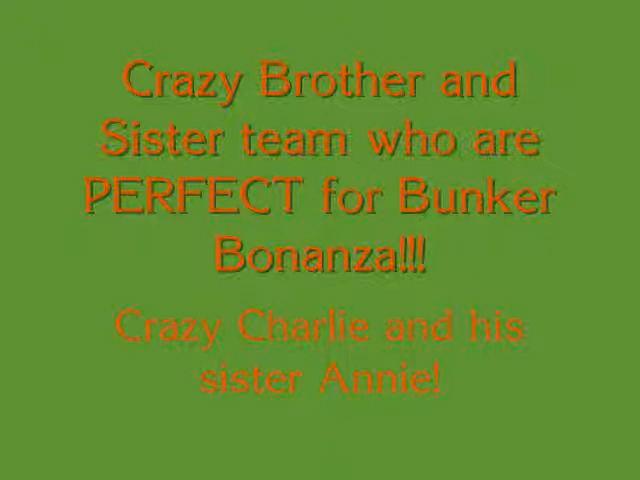 Crazy Brother and
Sister team who are
PERFECT for Bunker
Bonanza!!!
Crazy Charlie and his
sister Annie!